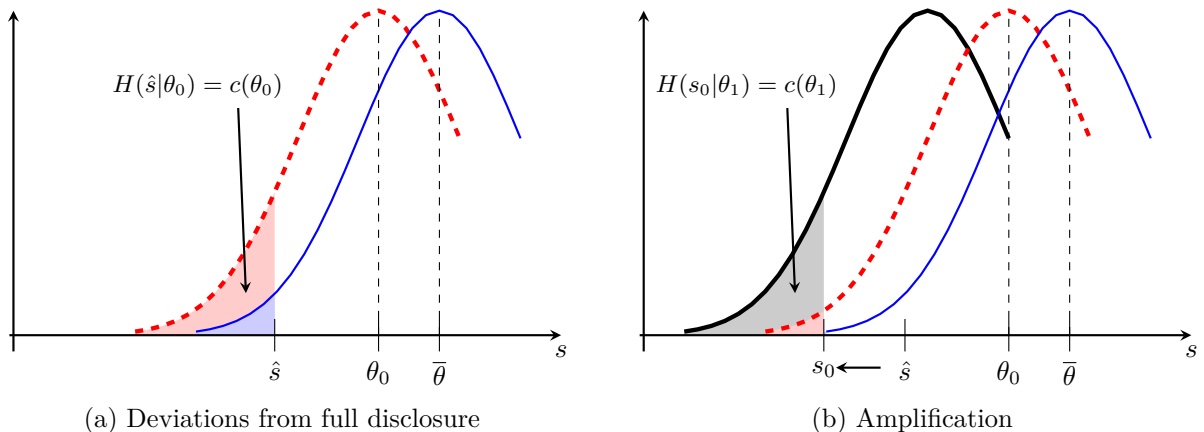 H(ŝ|θ₀) = c(θ₀)
s
ŝ
θ₀
θ̅
(a) Deviations from full disclosure
H(s₀|θ₁) = c(θ₁)
s
s₀
ŝ
θ₀
θ̅
(b) Amplification